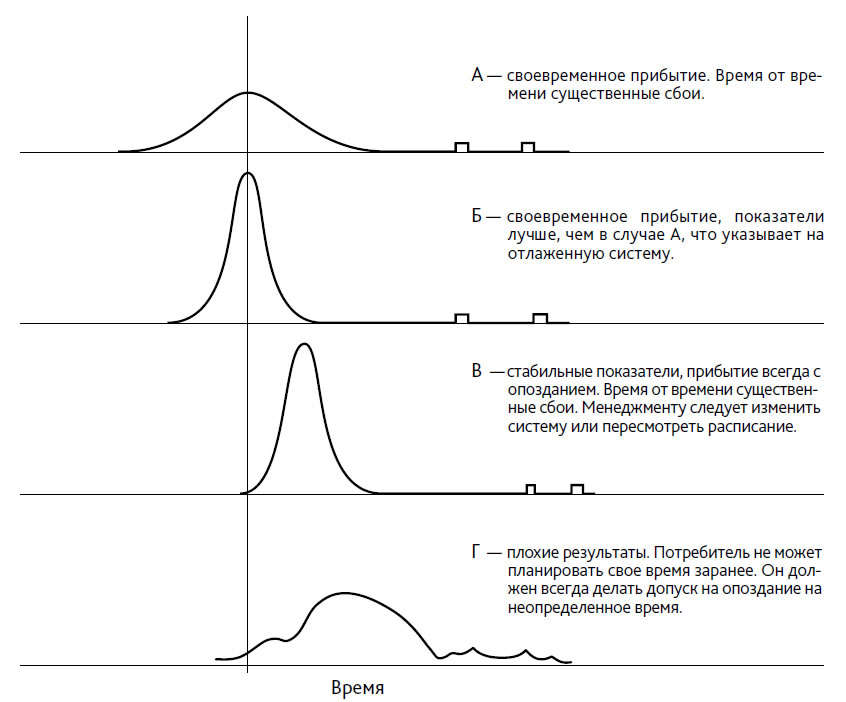 А — своевременное прибытие. Время от вре-
мени существенные сбои.
Б — своевременное прибытие, показатели
лучше, чем в случае А, что указывает на
отлаженную систему.
В — стабильные показатели, прибытие всегда с
опозданием. Время от времени существен-
ные сбои. Менеджменту следует изменить
систему или пересмотреть расписание.
Г — плохие результаты. Потребитель не может
планировать свое время заранее. Он дол-
жен всегда делать допуск на опоздание на
неопределенное время.
Время